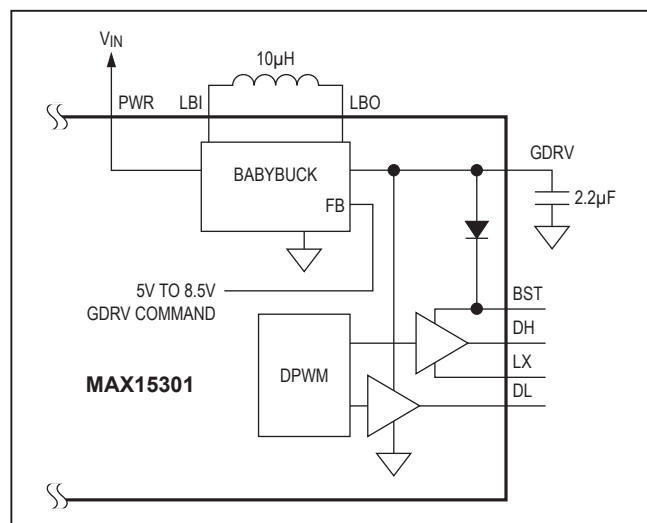 VIN
10μH
PWR
LBI
LBO
BABYBUCK
GDRV
FB
2.2μF
5V TO 8.5V
GDRV COMMAND
BST
DH
LX
DL
DPWM
MAX15301